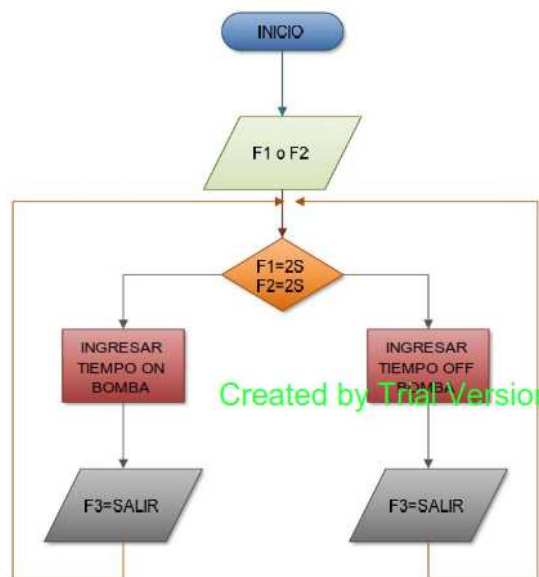 INICIO
F1 o F2
F1=2S
F2=2S
INGRESAR
TIEMPO ON
BOMBA
INGRESAR
TIEMPO OFF
BOMBA
Created by Trial Version
F3=SALIR
F3=SALIR